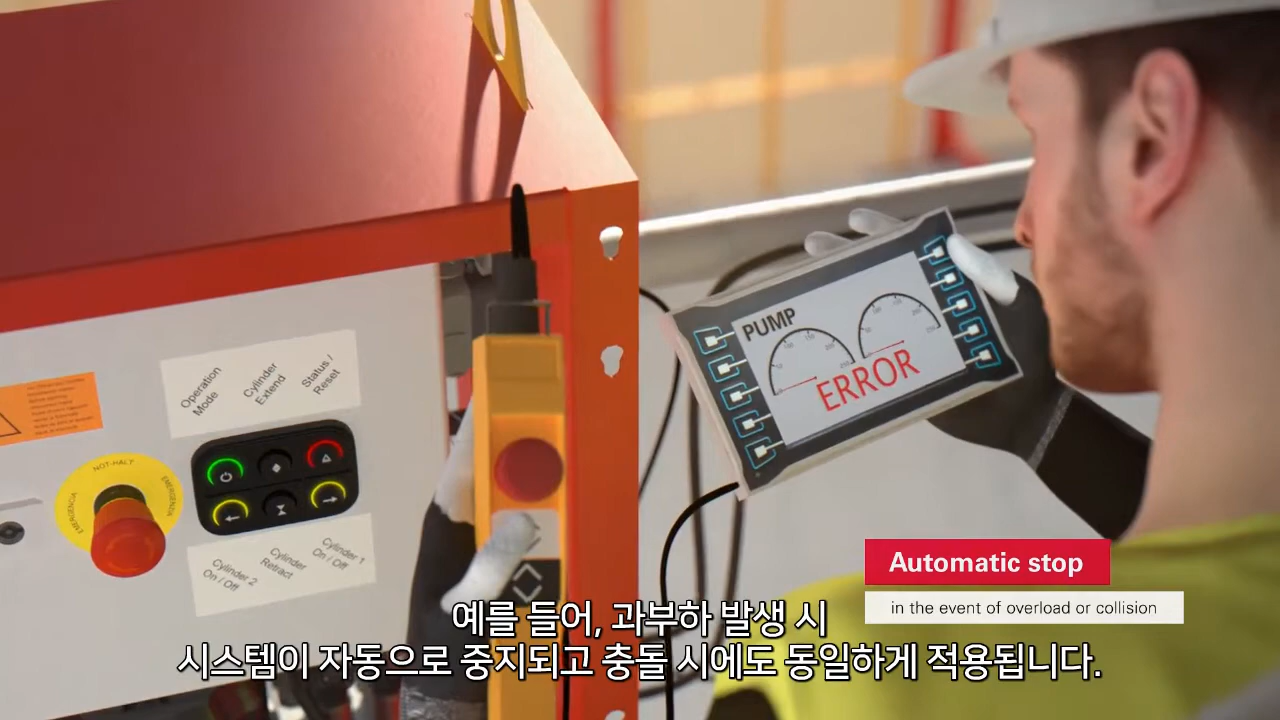 PUMP
ERROR
Operation
Mode
Cylinder
Extend
Status /
Reset
NOT-HALT
EMERGENCIA
Cylinder 2
On / Off
Cylinder
Retract
Cylinder 1
On / Off
Automatic stop
in the event of overload or collision
예를 들어, 과부하 발생 시
시스템이 자동으로 중지되고 충돌 시에도 동일하게 적용됩니다.